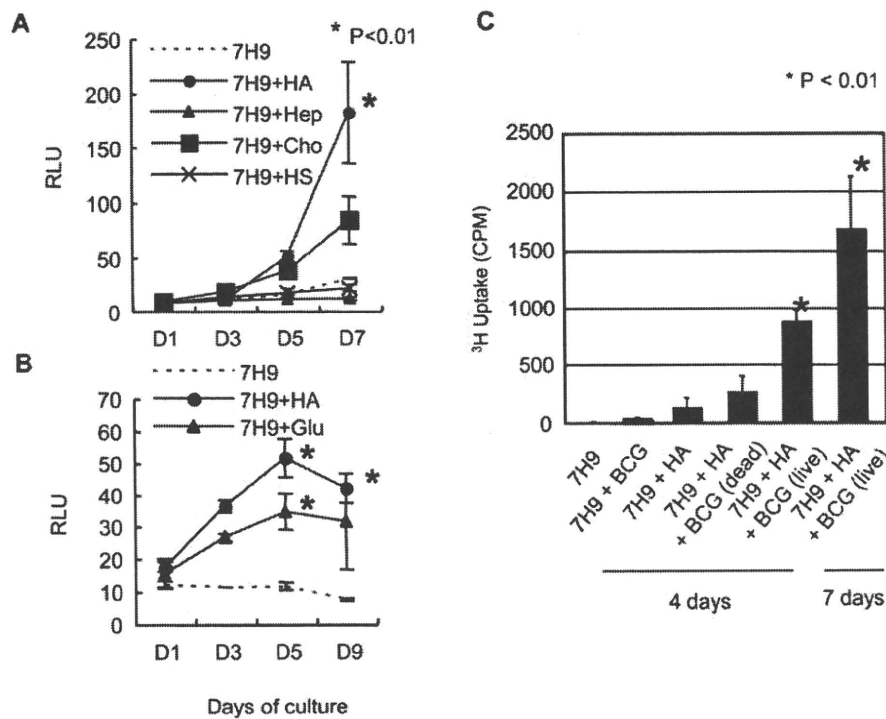 A
* P<0.01
7H9
7H9+HA
7H9+Hep
7H9+Cho
7H9+HS
*
RLU
250
200
150
100
50
0
D1 D3 D5 D7
B
7H9
7H9+HA
7H9+Glu
* *
*
RLU
70
60
50
40
30
20
10
0
D1 D3 D5 D9
Days of culture
C
* P < 0.01
*
*
³H Uptake (CPM)
2500
2000
1500
1000
500
0
7H9
7H9 + BCG
7H9 + HA
7H9 + HA
+ BCG (dead)
7H9 + HA
+ BCG (live)
7H9 + HA
+ BCG (live)
4 days
7 days